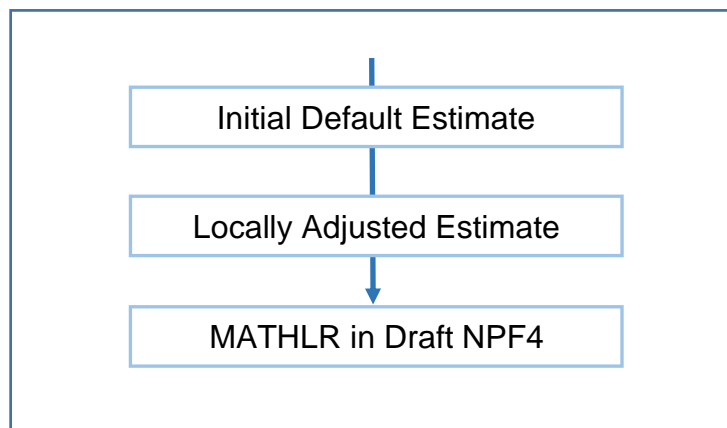 Initial Default Estimate
Locally Adjusted Estimate
MATHLR in Draft NPF4